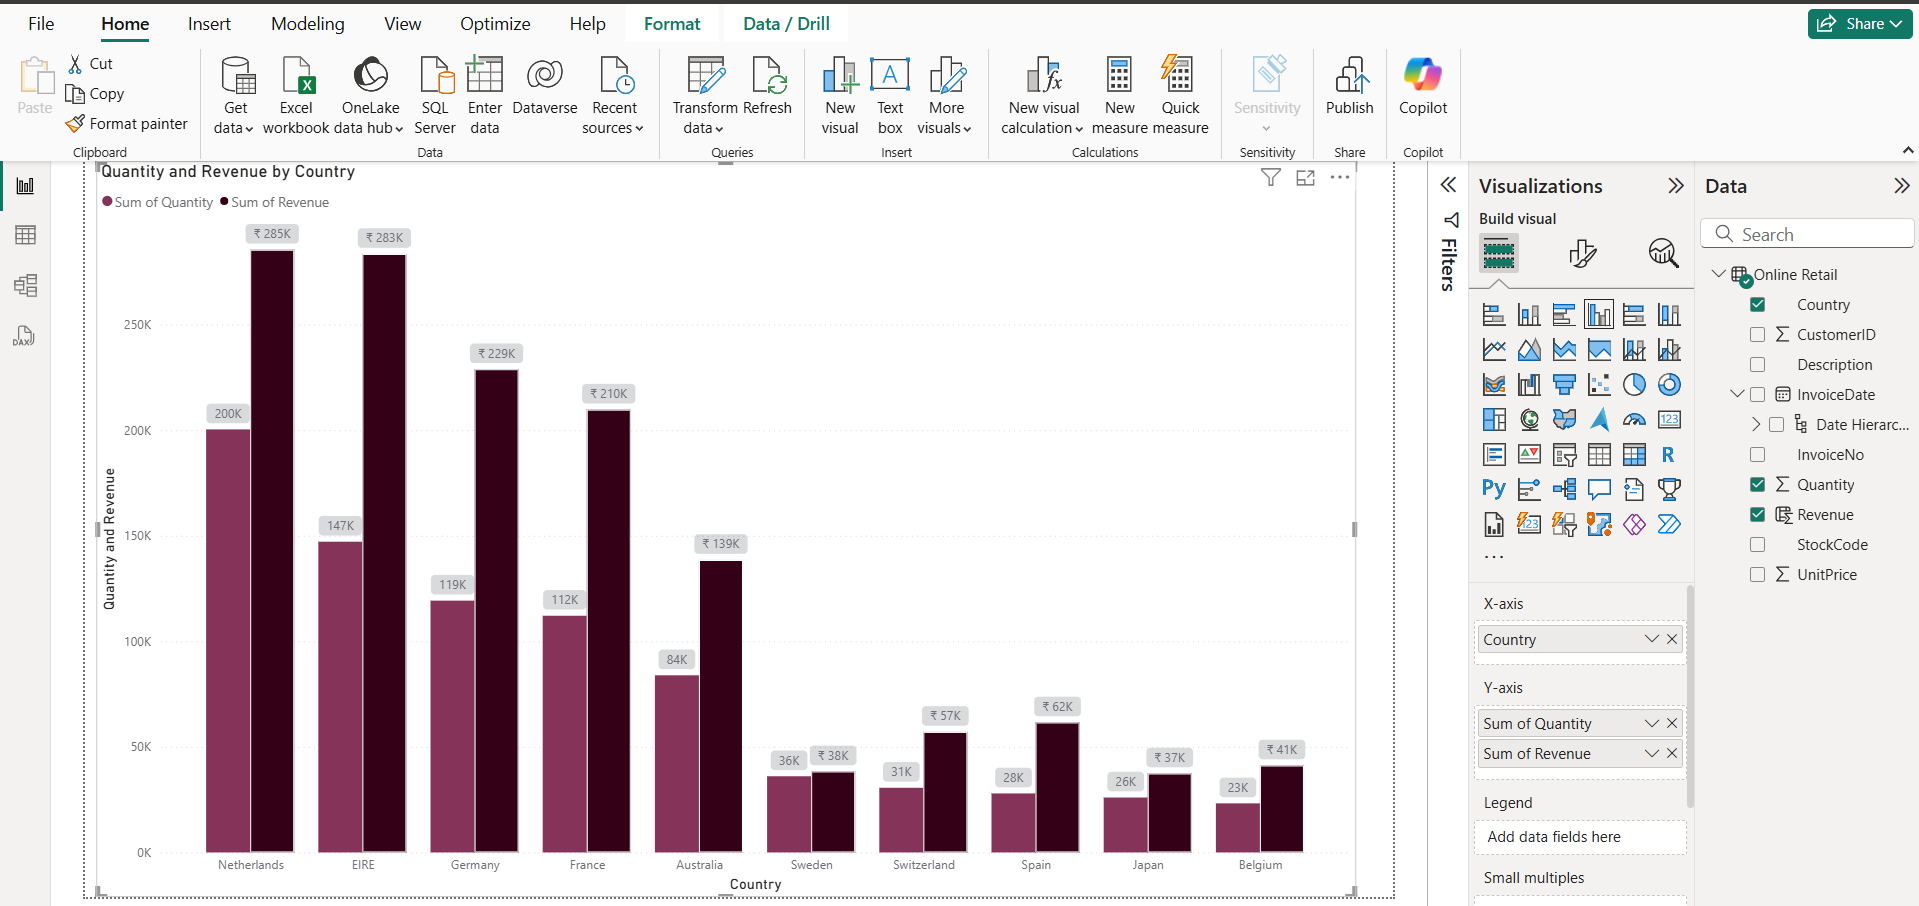 File Home Insert Modeling View Optimize Help Format Data / Drill Share
Paste
Cut
Copy
Format painter
Clipboard
Get data
Excel workbook
OneLake data hub
SQL Server
Enter data
Dataverse
Recent sources
Data
Transform data
Refresh
Queries
New visual
Text box
More visuals
Insert
New visual calculation
New measure
Quick measure
Calculations
Sensitivity
Sensitivity
Publish
Share
Copilot
Copilot
DAX
Quantity and Revenue by Country
Sum of Quantity Sum of Revenue
Quantity and Revenue
250K
200K
150K
100K
50K
0K
200K ₹ 285K
147K ₹ 283K
119K ₹ 229K
112K ₹ 210K
84K ₹ 139K
36K ₹ 38K
31K ₹ 57K
28K ₹ 62K
26K ₹ 37K
23K ₹ 41K
Netherlands EIRE Germany France Australia Sweden Switzerland Spain Japan Belgium
Country
Filters
Visualizations
Build visual
123
R
Py
123
...
X-axis
Country
Y-axis
Sum of Quantity
Sum of Revenue
Legend
Add data fields here
Small multiples
Data
Search
Online Retail
Country
CustomerID
Description
InvoiceDate
Date Hierarc...
InvoiceNo
Quantity
Revenue
StockCode
UnitPrice